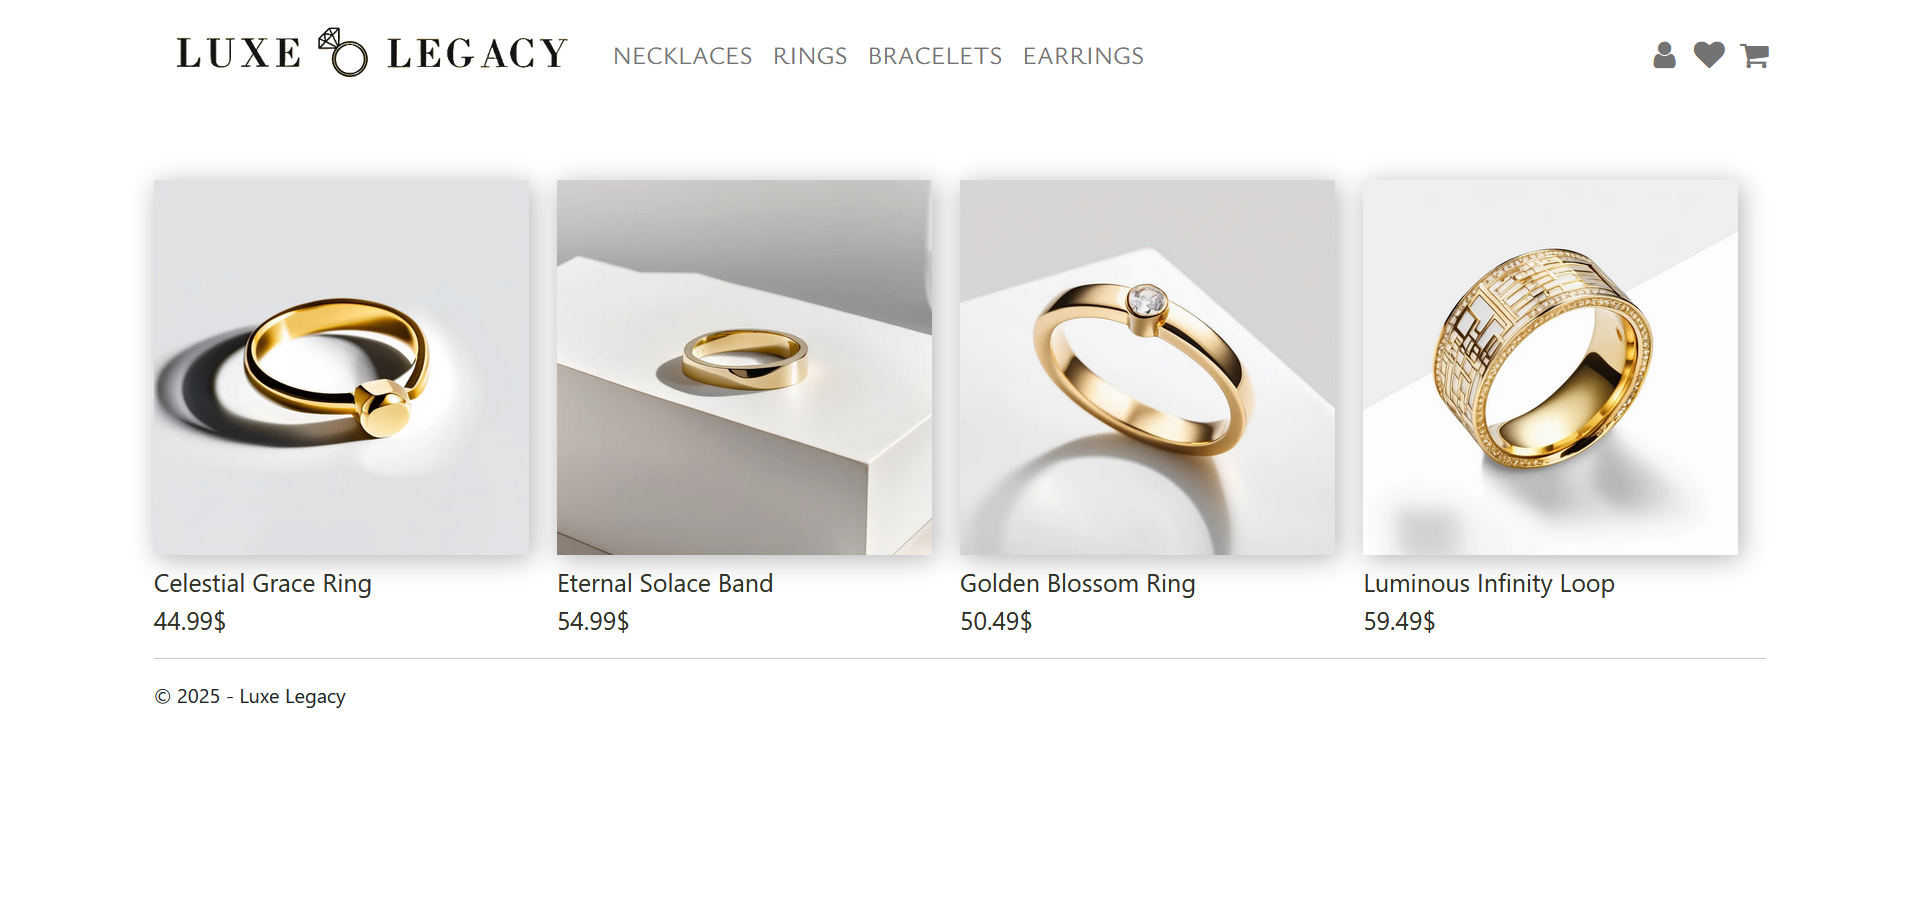 LUXE LEGACY
NECKLACES RINGS BRACELETS EARRINGS
Celestial Grace Ring
44.99$
Eternal Solace Band
54.99$
Golden Blossom Ring
50.49$
Luminous Infinity Loop
59.49$
© 2025 - Luxe Legacy